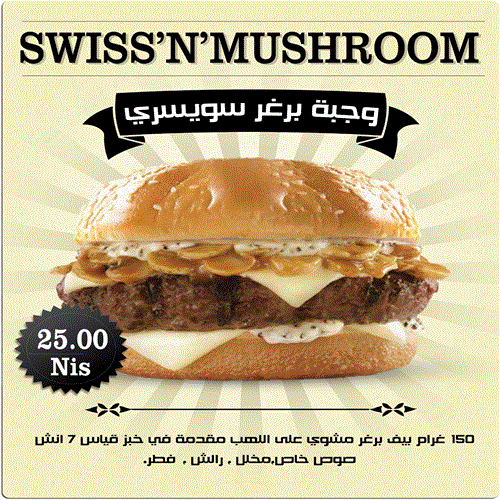 SWISS'N'MUSHROOM
وجبة برغر سويسري
25.00
Nis
150 غرام بيف برغر مشوي على اللهب مقدمة في خبز قياس 7 انش
صوص خاص,مخلل , رالش , فطر.